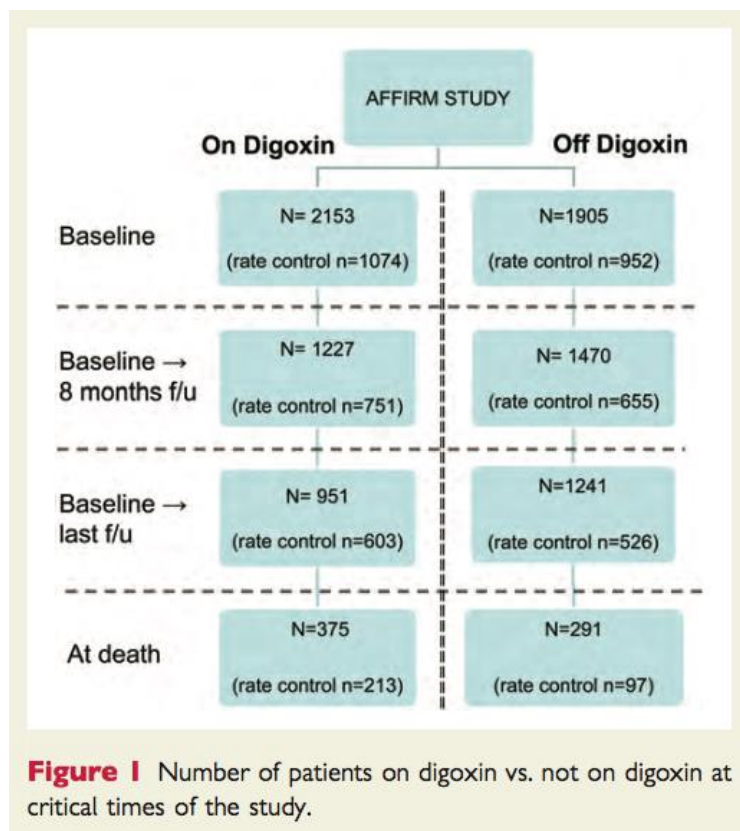 AFFIRM STUDY
On Digoxin
Off Digoxin
Baseline
N= 2153
(rate control n=1074)
N=1905
(rate control n=952)
Baseline →
8 months f/u
N= 1227
(rate control n=751)
N= 1470
(rate control n=655)
Baseline →
last f/u
N= 951
(rate control n=603)
N=1241
(rate control n=526)
At death
N=375
(rate control n=213)
N=291
(rate control n=97)
Figure 1 Number of patients on digoxin vs. not on digoxin at
critical times of the study.